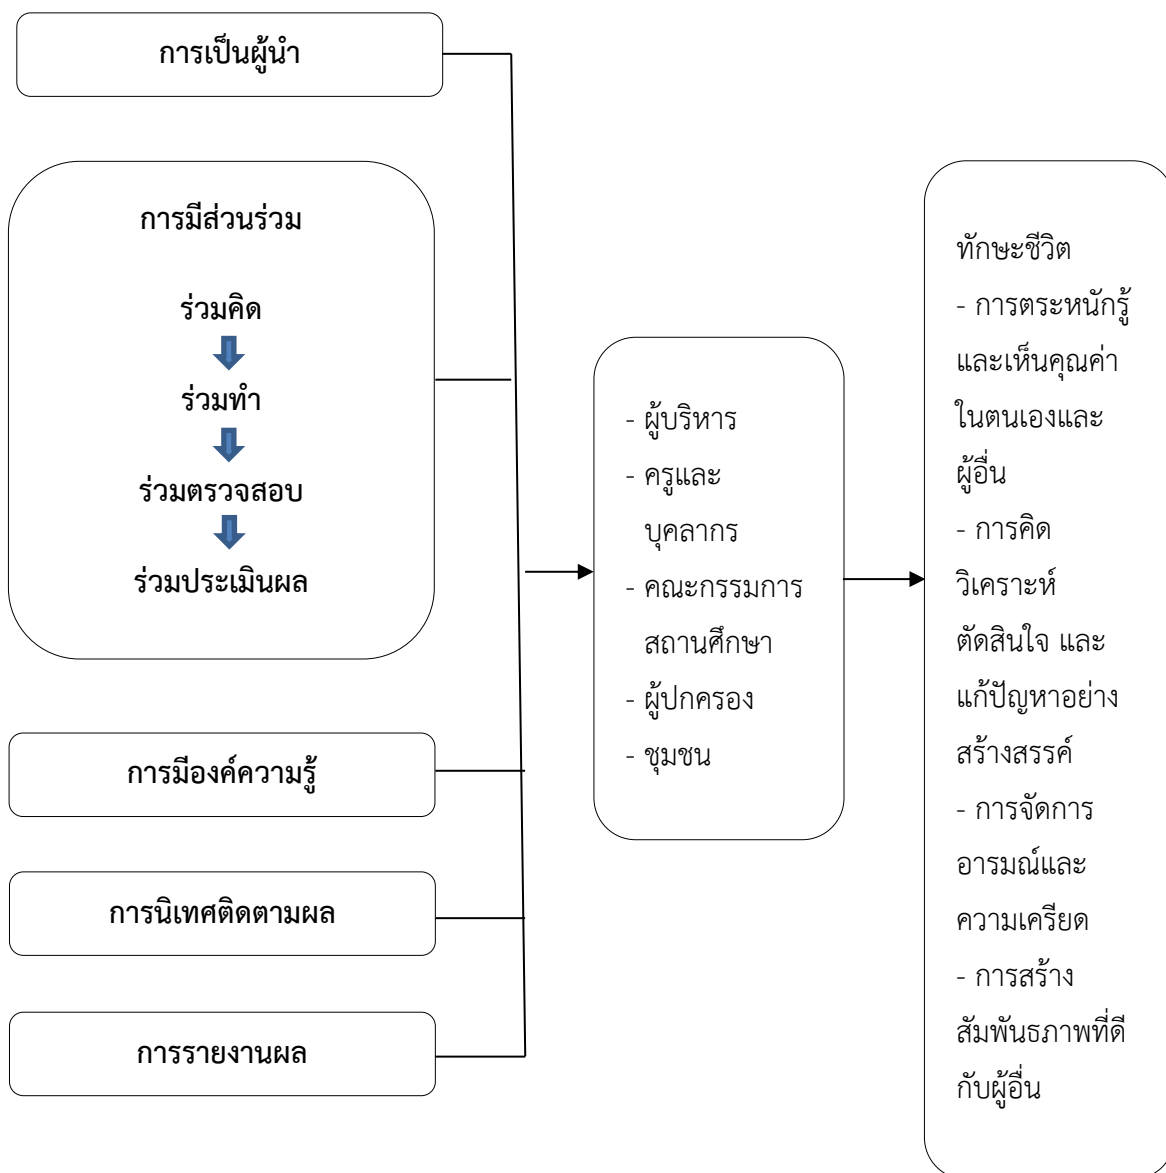 การเป็นผู้นำ
การมีส่วนร่วม
ร่วมคิด
ร่วมทำ
ร่วมตรวจสอบ
ร่วมประเมินผล
การมีองค์ความรู้
การนิเทศติดตามผล
การรายงานผล
- ผู้บริหาร
- ครูและ
บุคลากร
- คณะกรรมการ
สถานศึกษา
- ผู้ปกครอง
- ชุมชน
ทักษะชีวิต
- การตระหนักรู้
และเห็นคุณค่า
ในตนเองและ
ผู้อื่น
- การคิด
วิเคราะห์
ตัดสินใจ และ
แก้ปัญหาอย่าง
สร้างสรรค์
- การจัดการ
อารมณ์และ
ความเครียด
- การสร้าง
สัมพันธภาพที่ดี
กับผู้อื่น